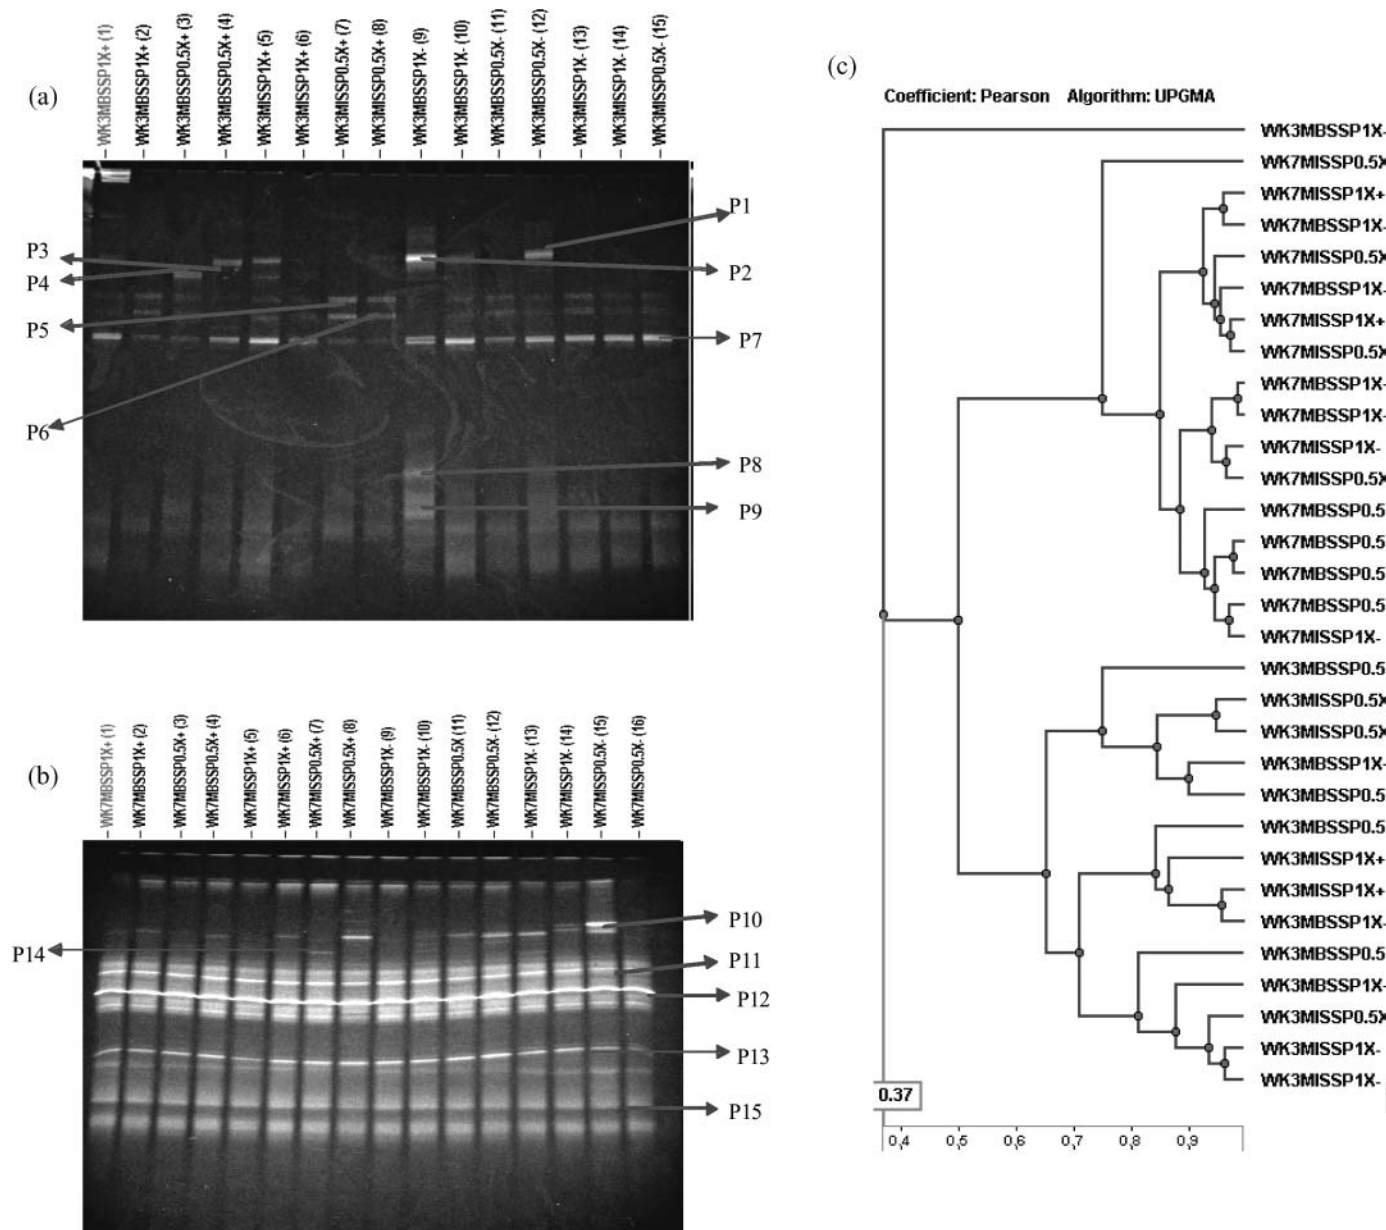 (a)
WK3MBSSP1X+ (1)
WK3MBSSP1X+ (2)
WK3MBSSP0.5X+ (3)
WK3MBSSP0.5X+ (4)
WK3MISSP1X+ (5)
WK3MISSP1X+ (6)
WK3MISSP0.5X+ (7)
WK3MISSP0.5X+ (8)
WK3MBSSP1X- (9)
WK3MBSSP1X- (10)
WK3MBSSP0.5X- (11)
WK3MBSSP0.5X- (12)
WK3MISSP1X- (13)
WK3MISSP1X- (14)
WK3MISSP0.5X- (15)
P1
P2
P3
P4
P5
P6
P7
P8
P9
(b)
WK7MBSSP1X+ (1)
WK7MBSSP1X+ (2)
WK7MBSSP0.5X+ (3)
WK7MBSSP0.5X+ (4)
WK7MISSP1X+ (5)
WK7MISSP1X+ (6)
WK7MISSP0.5X+ (7)
WK7MISSP0.5X+ (8)
WK7MBSSP1X- (9)
WK7MBSSP1X- (10)
WK7MBSSP0.5X (11)
WK7MBSSP0.5X- (12)
WK7MISSP1X- (13)
WK7MISSP1X- (14)
WK7MISSP0.5X- (15)
WK7MISSP0.5X- (16)
P10
P14
P11
P12
P13
P15
(c)
Coefficient: Pearson Algorithm: UPGMA
WK3MBSSP1X-
WK7MISSP0.5X
WK7MISSP1X+
WK7MBSSP1X-
WK7MISSP0.5X
WK7MBSSP1X-
WK7MISSP1X+
WK7MISSP0.5X
WK7MBSSP1X-
WK7MBSSP1X-
WK7MISSP1X-
WK7MISSP0.5X
WK7MBSSP0.5
WK7MBSSP0.5
WK7MBSSP0.5
WK7MBSSP0.5
WK7MISSP1X-
WK3MBSSP0.5
WK3MISSP0.5X
WK3MISSP0.5X
WK3MBSSP1X-
WK3MBSSP0.5
WK3MBSSP0.5
WK3MISSP1X+
WK3MISSP1X+
WK3MBSSP1X-
WK3MBSSP0.5
WK3MBSSP1X-
WK3MISSP0.5X
WK3MISSP1X-
WK3MISSP1X-
0.37
0,4 0,5 0,6 0,7 0,8 0,9